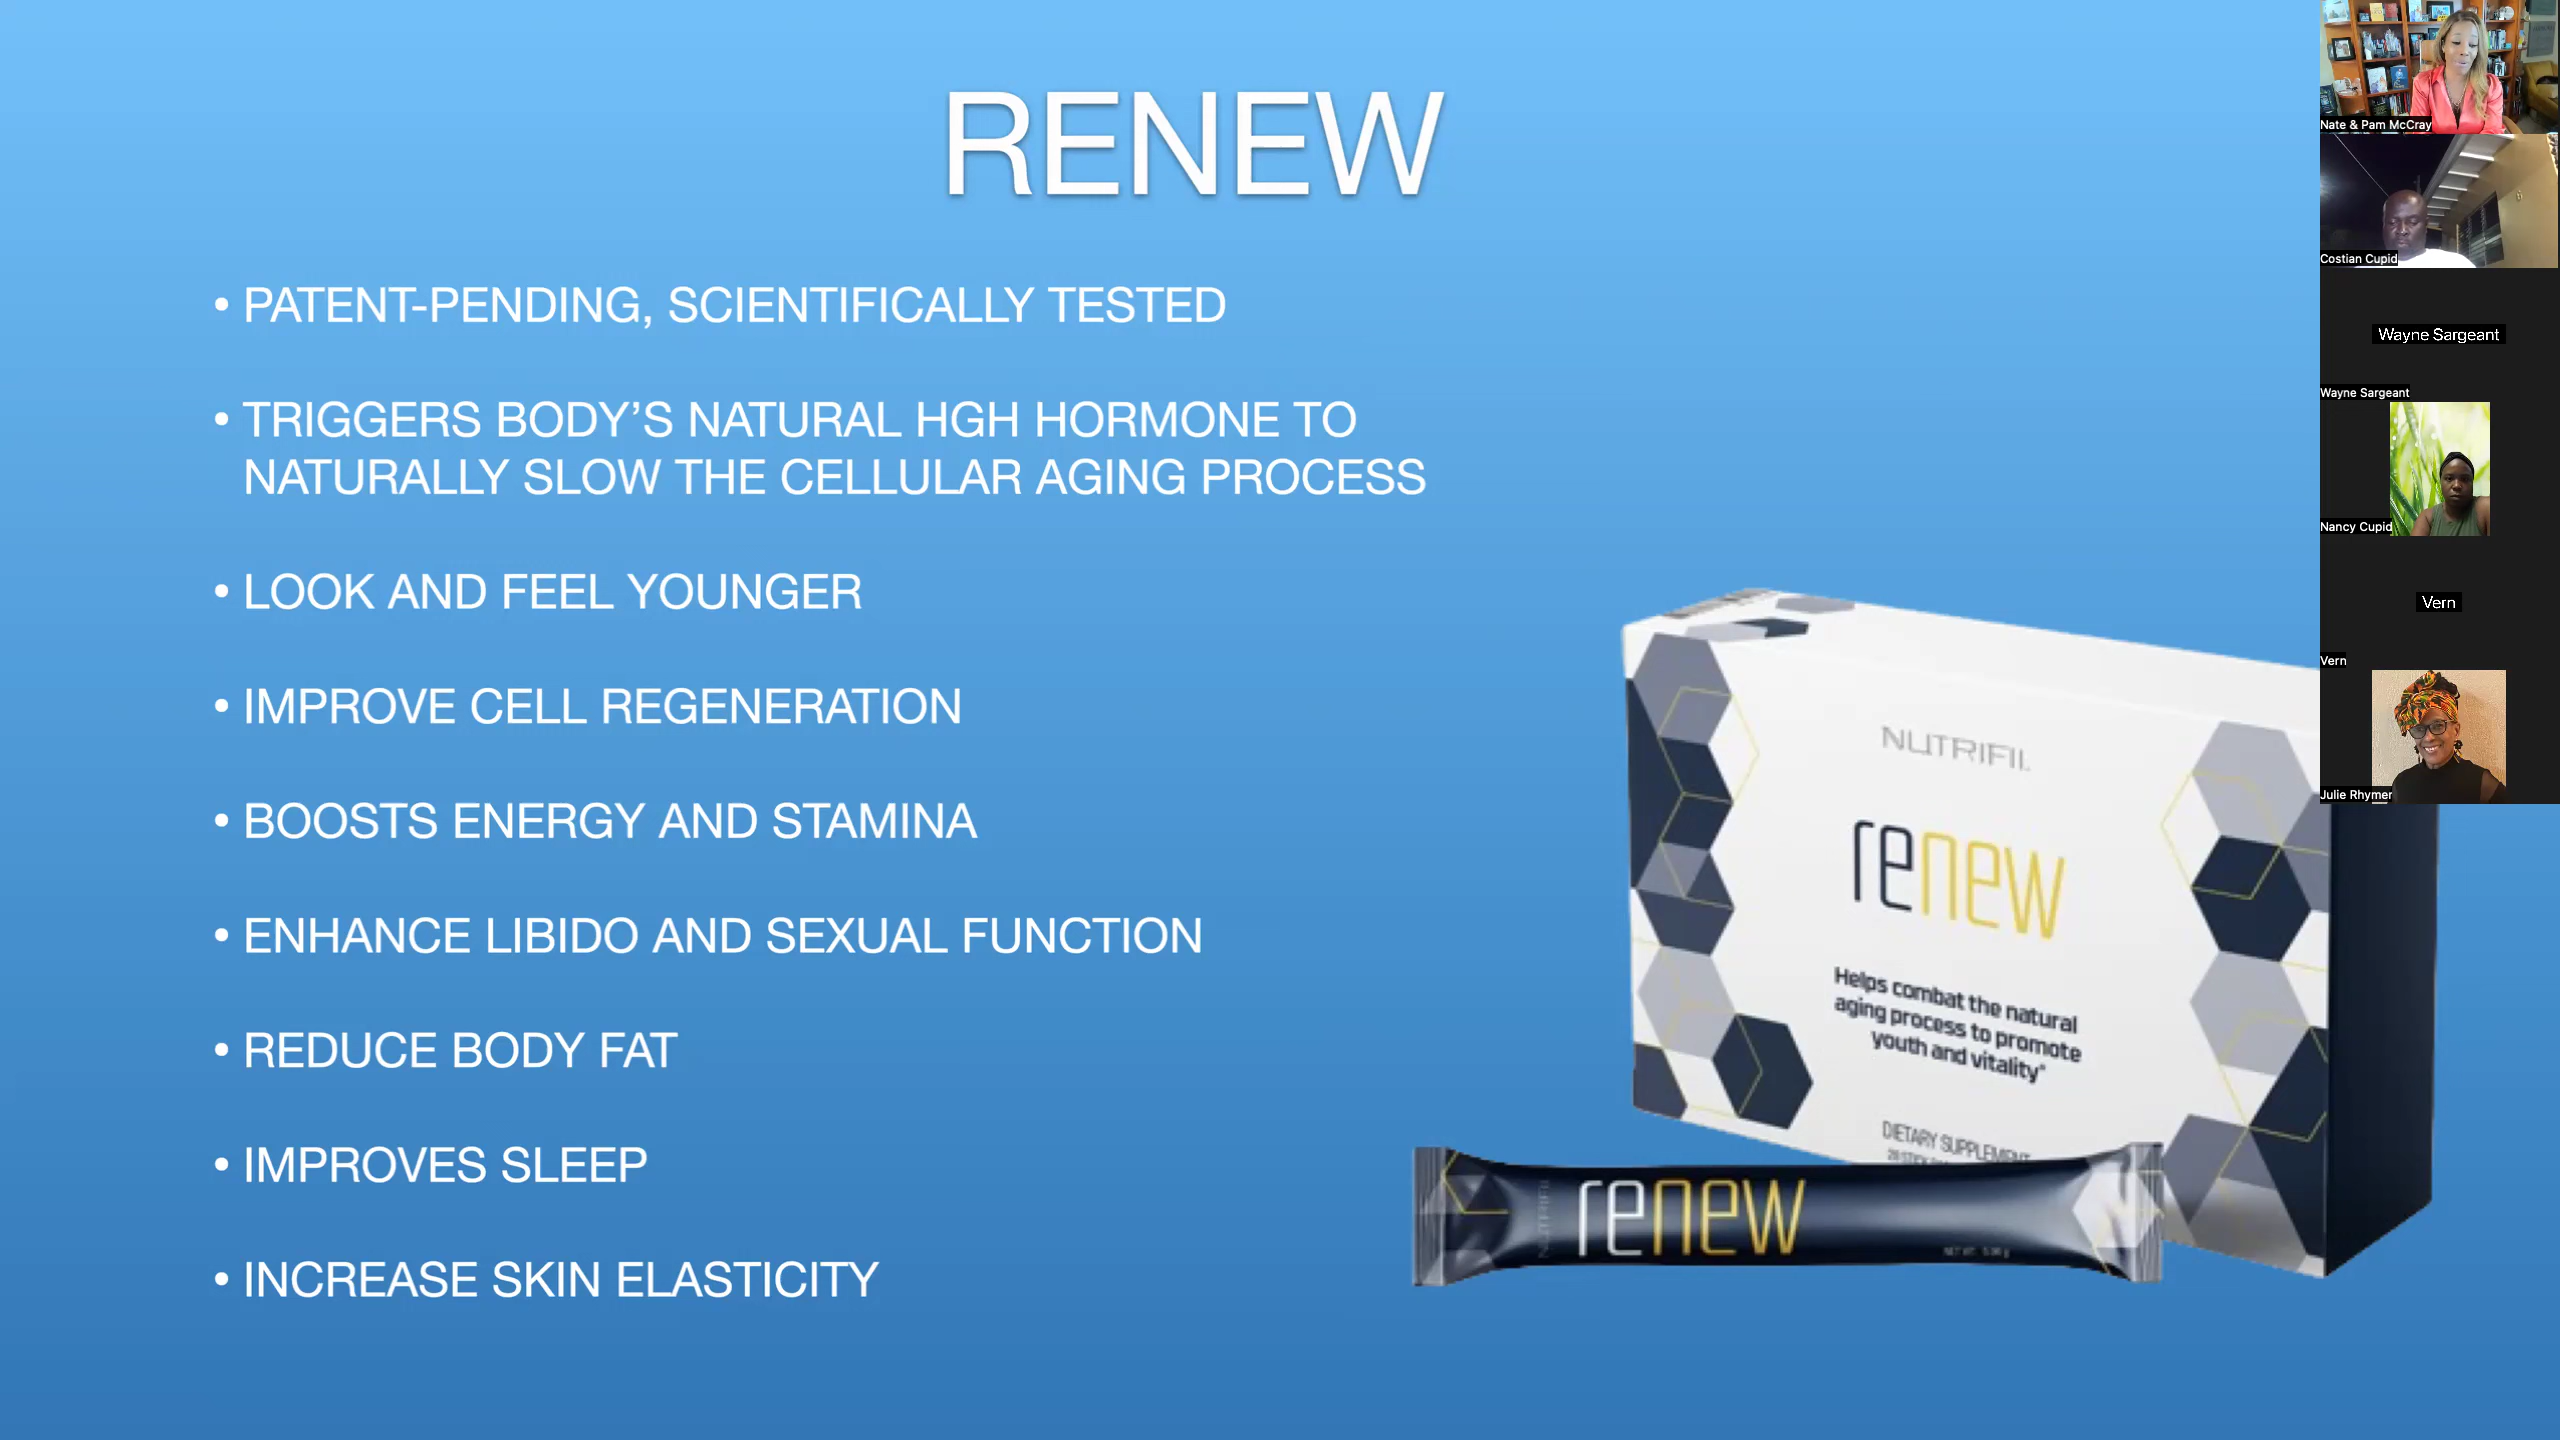 RENEW
• PATENT-PENDING, SCIENTIFICALLY TESTED
• TRIGGERS BODY’S NATURAL HGH HORMONE TO
NATURALLY SLOW THE CELLULAR AGING PROCESS
• LOOK AND FEEL YOUNGER
• IMPROVE CELL REGENERATION
• BOOSTS ENERGY AND STAMINA
• ENHANCE LIBIDO AND SEXUAL FUNCTION
• REDUCE BODY FAT
• IMPROVES SLEEP
• INCREASE SKIN ELASTICITY
NUTRIFII
renew
Helps combat the natural
aging process to promote
youth and vitality*
DIETARY SUPPLEMENT
renew
Nate & Pam McCray
Costian Cupid
Wayne Sargeant
Wayne Sargeant
Nancy Cupid
Vern
Vern
Julie Rhymer